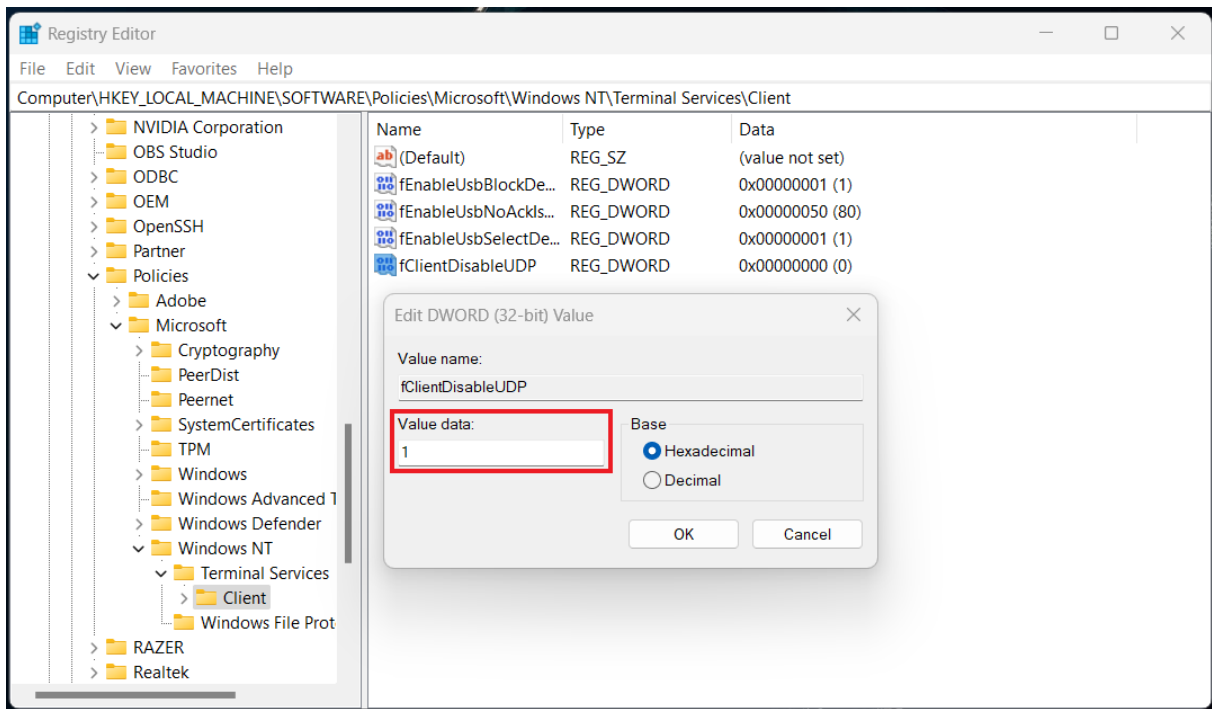 Registry Editor
File Edit View Favorites Help
Computer\HKEY_LOCAL_MACHINE\SOFTWARE\Policies\Microsoft\Windows NT\Terminal Services\Client
NVIDIA Corporation
OBS Studio
ODBC
OEM
OpenSSH
Partner
Policies
Adobe
Microsoft
Cryptography
PeerDist
Peernet
SystemCertificates
TPM
Windows
Windows Advanced T
Windows Defender
Windows NT
Terminal Services
Client
Windows File Prot
RAZER
Realtek
Name Type Data
(Default) REG_SZ (value not set)
fEnableUsbBlockDe... REG_DWORD 0x00000001 (1)
fEnableUsbNoAckIs... REG_DWORD 0x00000050 (80)
fEnableUsbSelectDe... REG_DWORD 0x00000001 (1)
fClientDisableUDP REG_DWORD 0x00000000 (0)
Edit DWORD (32-bit) Value
Value name:
fClientDisableUDP
Value data:
1
Base
Hexadecimal
Decimal
OK Cancel